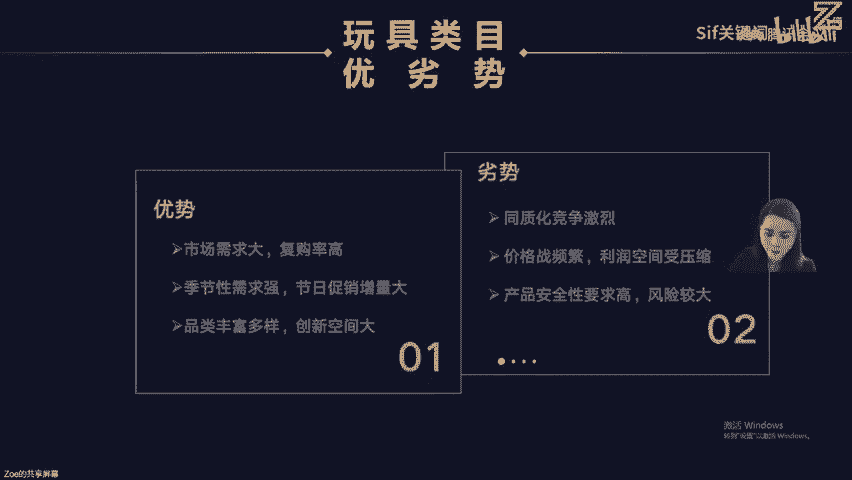 玩具类目
优劣势
Sif关键词
优势
市场需求大，复购率高
季节性需求强，节日促销增量大
品类丰富多样，创新空间大
01
劣势
同质化竞争激烈
价格战频繁，利润空间受压缩
产品安全性要求高，风险较大
02
激活 Windows
转到"设置"以激活 Windows。
Zoe的共享屏幕